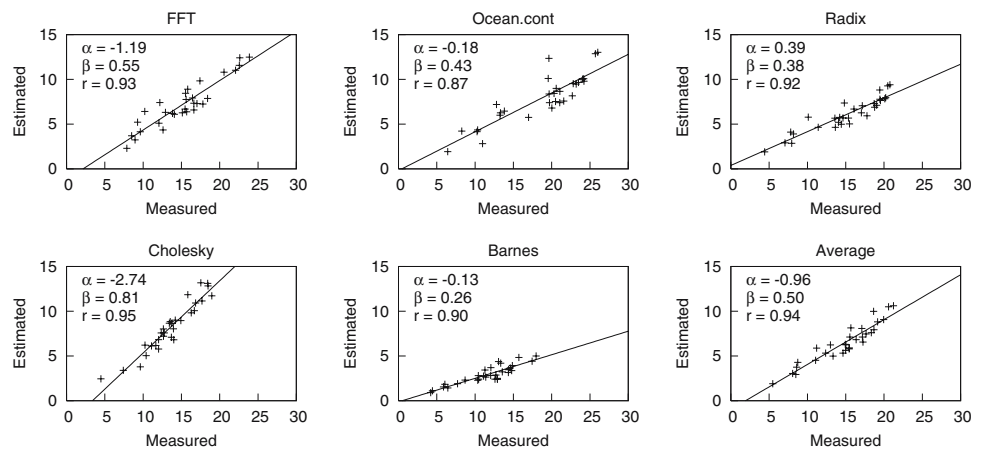 FFT
α = -1.19
β = 0.55
r = 0.93
15
10
5
0
Estimated
0 5 10 15 20 25 30
Measured
Ocean.cont
α = -0.18
β = 0.43
r = 0.87
15
10
5
0
Estimated
0 5 10 15 20 25 30
Measured
Radix
α = 0.39
β = 0.38
r = 0.92
15
10
5
0
Estimated
0 5 10 15 20 25 30
Measured
Cholesky
α = -2.74
β = 0.81
r = 0.95
15
10
5
0
Estimated
0 5 10 15 20 25 30
Measured
Barnes
α = -0.13
β = 0.26
r = 0.90
15
10
5
0
Estimated
0 5 10 15 20 25 30
Measured
Average
α = -0.96
β = 0.50
r = 0.94
15
10
5
0
Estimated
0 5 10 15 20 25 30
Measured